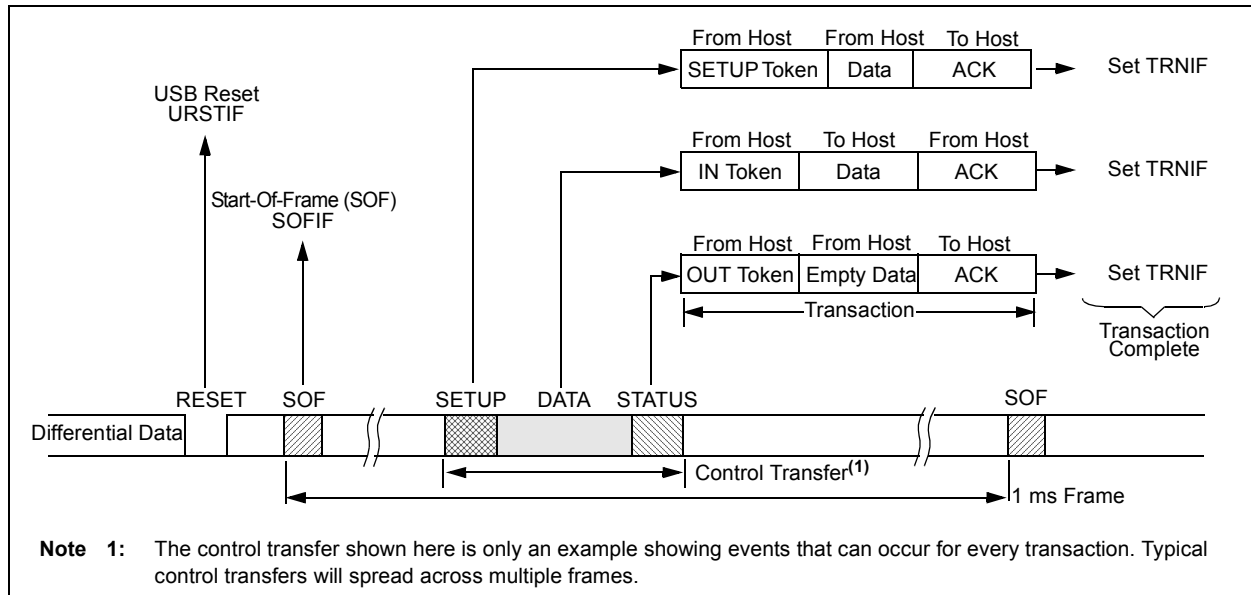 From Host From Host To Host
SETUP Token Data ACK Set TRNIF
USB Reset
URSTIF
From Host To Host From Host
IN Token Data ACK Set TRNIF
Start-Of-Frame (SOF)
SOFIF
From Host From Host To Host
OUT Token Empty Data ACK Set TRNIF
Transaction
Transaction
Complete
RESET SOF SETUP DATA STATUS SOF
Differential Data
Control Transfer(1)
1 ms Frame
Note 1: The control transfer shown here is only an example showing events that can occur for every transaction. Typical
control transfers will spread across multiple frames.